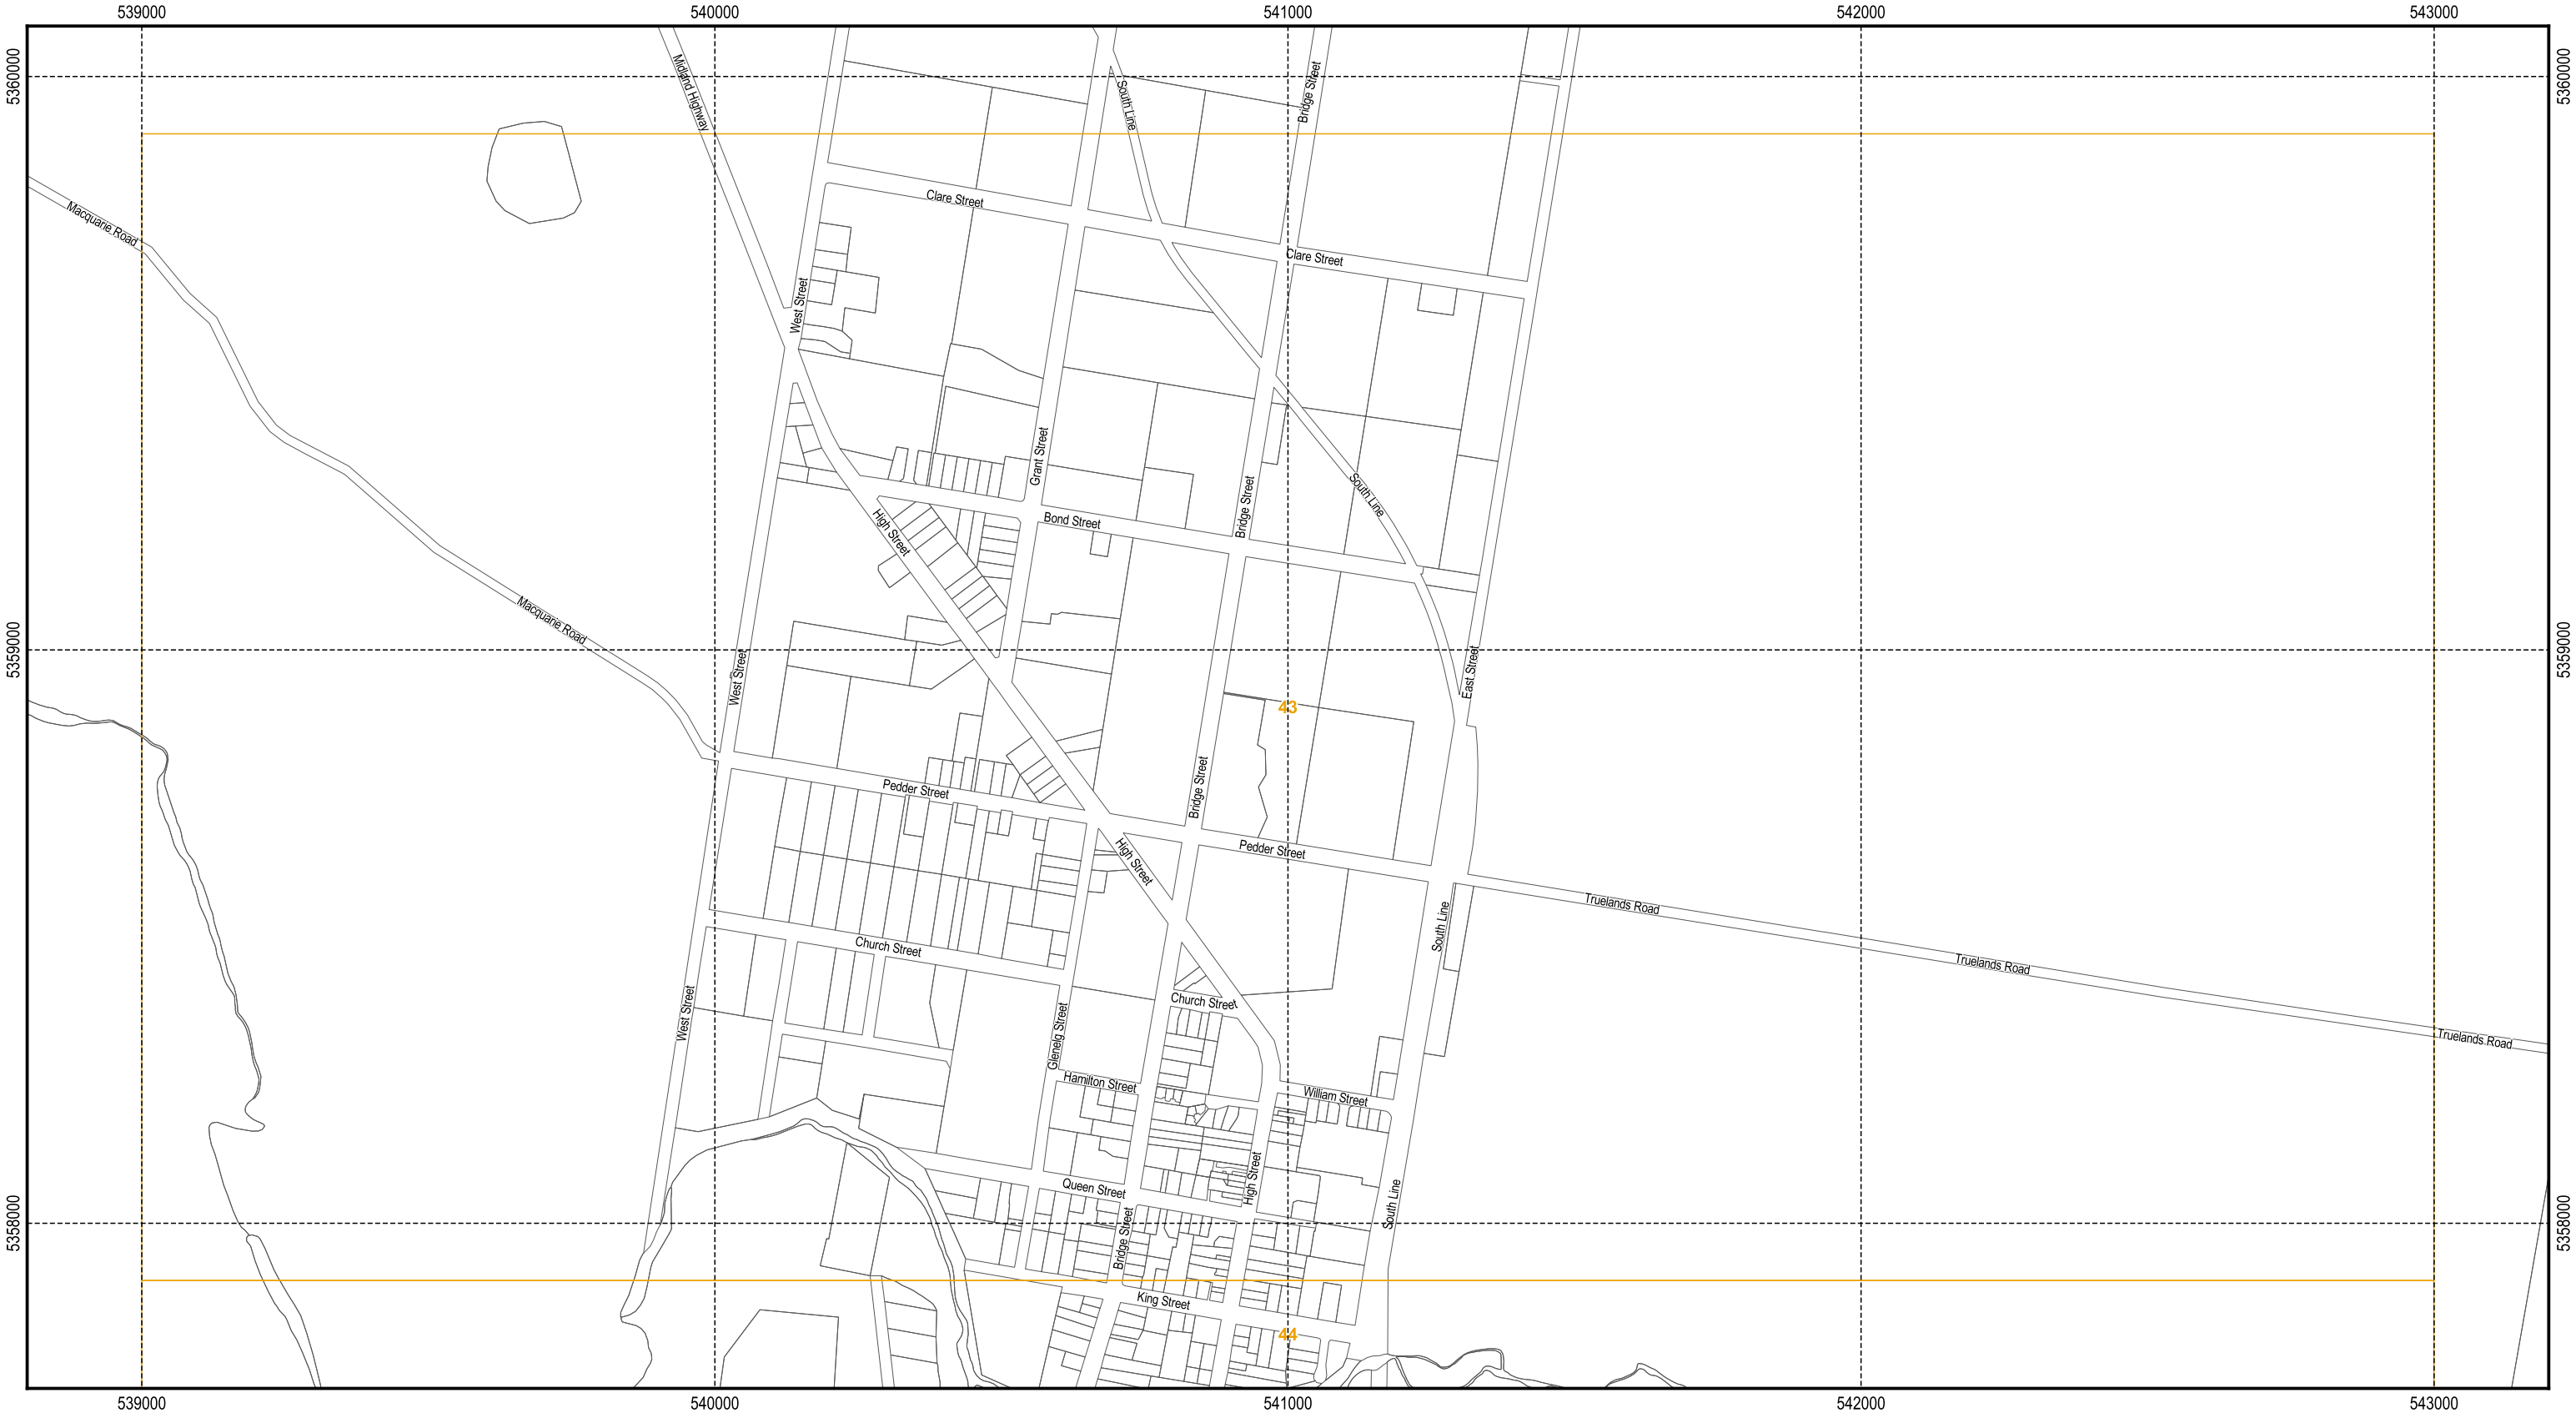 539000
540000
541000
542000
543000
5360000
5360000
Midland Highway
South Line
Bridge Street
Macquarie Road
Clare Street
Clare Street
West Street
Grant Street
Bridge Street
South Line
High Street
Bond Street
Macquarie Road
5359000
5359000
West Street
East Street
43
Pedder Street
Bridge Street
High Street
Pedder Street
Truelands Road
South Line
Church Street
Truelands Road
West Street
Church Street
Glenelg Street
Truelands Road
Hamilton Street
William Street
High Street
Queen Street
South Line
5358000
5358000
Bridge Street
King Street
44
539000
540000
541000
542000
543000